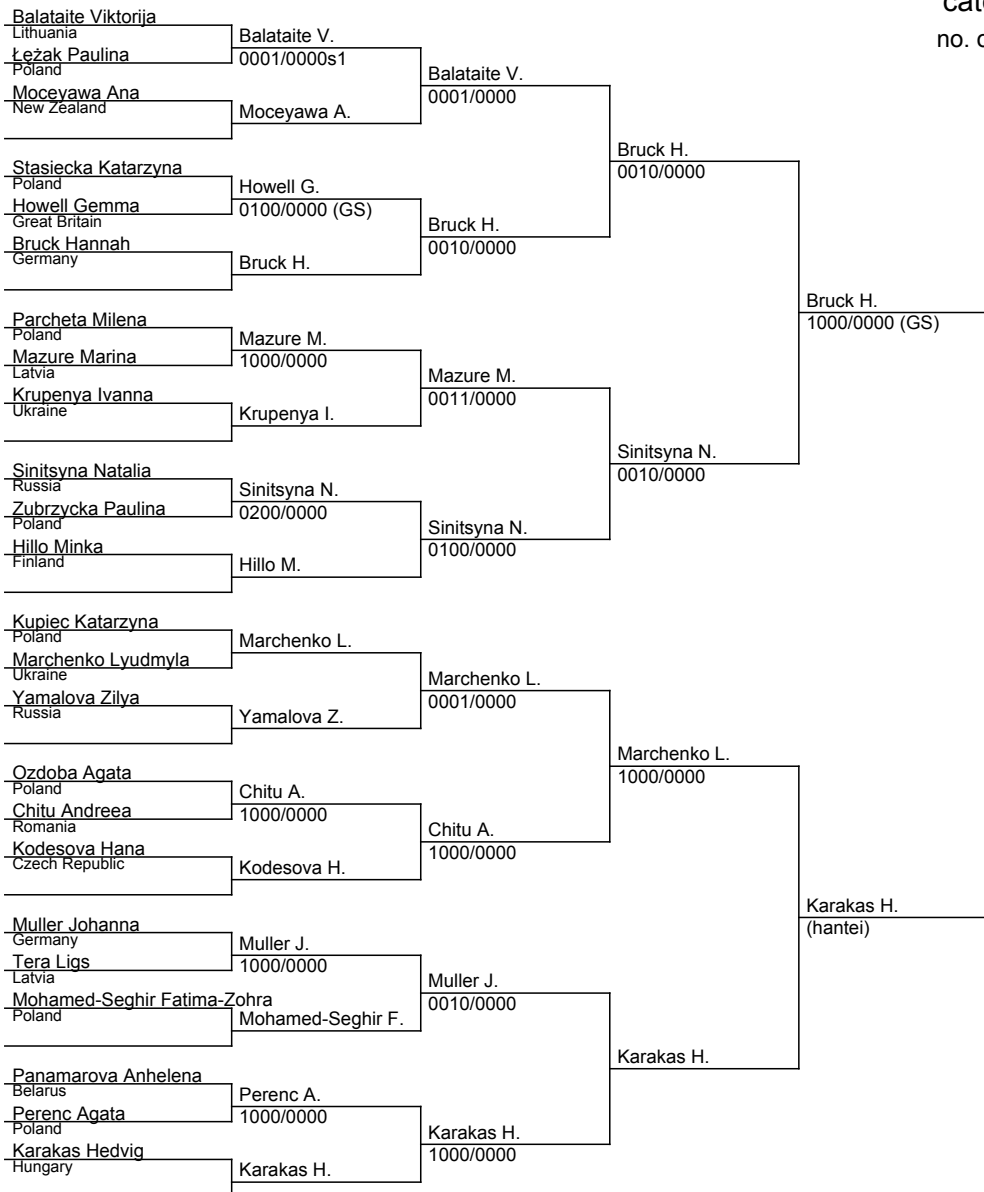 cat
no. o
Balataite Viktorija
Lithuania
Łężak Paulina
Poland
Moceyawa Ana
New Zealand
Stasiecka Katarzyna
Poland
Howell Gemma
Great Britain
Bruck Hannah
Germany
Parcheta Milena
Poland
Mazure Marina
Latvia
Krupenya Ivanna
Ukraine
Sinitsyna Natalia
Russia
Zubrzycka Paulina
Poland
Hillo Minka
Finland
Kupiec Katarzyna
Poland
Marchenko Lyudmyla
Ukraine
Yamalova Zilya
Russia
Ozdoba Agata
Poland
Chitu Andreea
Romania
Kodesova Hana
Czech Republic
Muller Johanna
Germany
Tera Ligs
Latvia
Mohamed-Seghir Fatima-Zohra
Poland
Panamarova Anhelena
Belarus
Perenc Agata
Poland
Karakas Hedvig
Hungary
Balataite V.
0001/0000s1
Moceyawa A.
Howell G.
0100/0000 (GS)
Bruck H.
Mazure M.
1000/0000
Krupenya I.
Sinitsyna N.
0200/0000
Hillo M.
Marchenko L.
Yamalova Z.
Chitu A.
1000/0000
Kodesova H.
Muller J.
1000/0000
Mohamed-Seghir F.
Perenc A.
1000/0000
Karakas H.
Balataite V.
0001/0000
Bruck H.
0010/0000
Mazure M.
0011/0000
Sinitsyna N.
0100/0000
Marchenko L.
0001/0000
Chitu A.
1000/0000
Muller J.
0010/0000
Karakas H.
1000/0000
Bruck H.
0010/0000
Sinitsyna N.
0010/0000
Marchenko L.
1000/0000
Karakas H.
Bruck H.
1000/0000 (GS)
Karakas H.
(hantei)